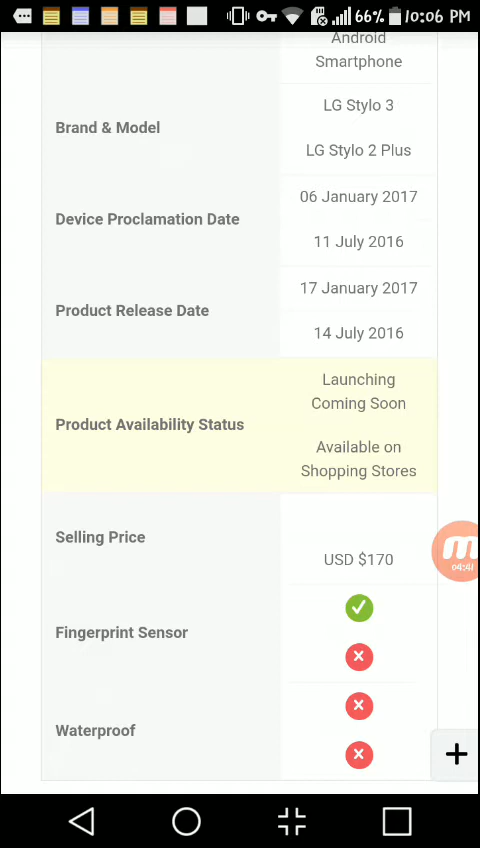 66% 10:06 PM
Android
Smartphone
Brand & Model
LG Stylo 3
LG Stylo 2 Plus
Device Proclamation Date
06 January 2017
11 July 2016
Product Release Date
17 January 2017
14 July 2016
Product Availability Status
Launching
Coming Soon
Available on
Shopping Stores
Selling Price
USD $170
04:41
Fingerprint Sensor
Waterproof